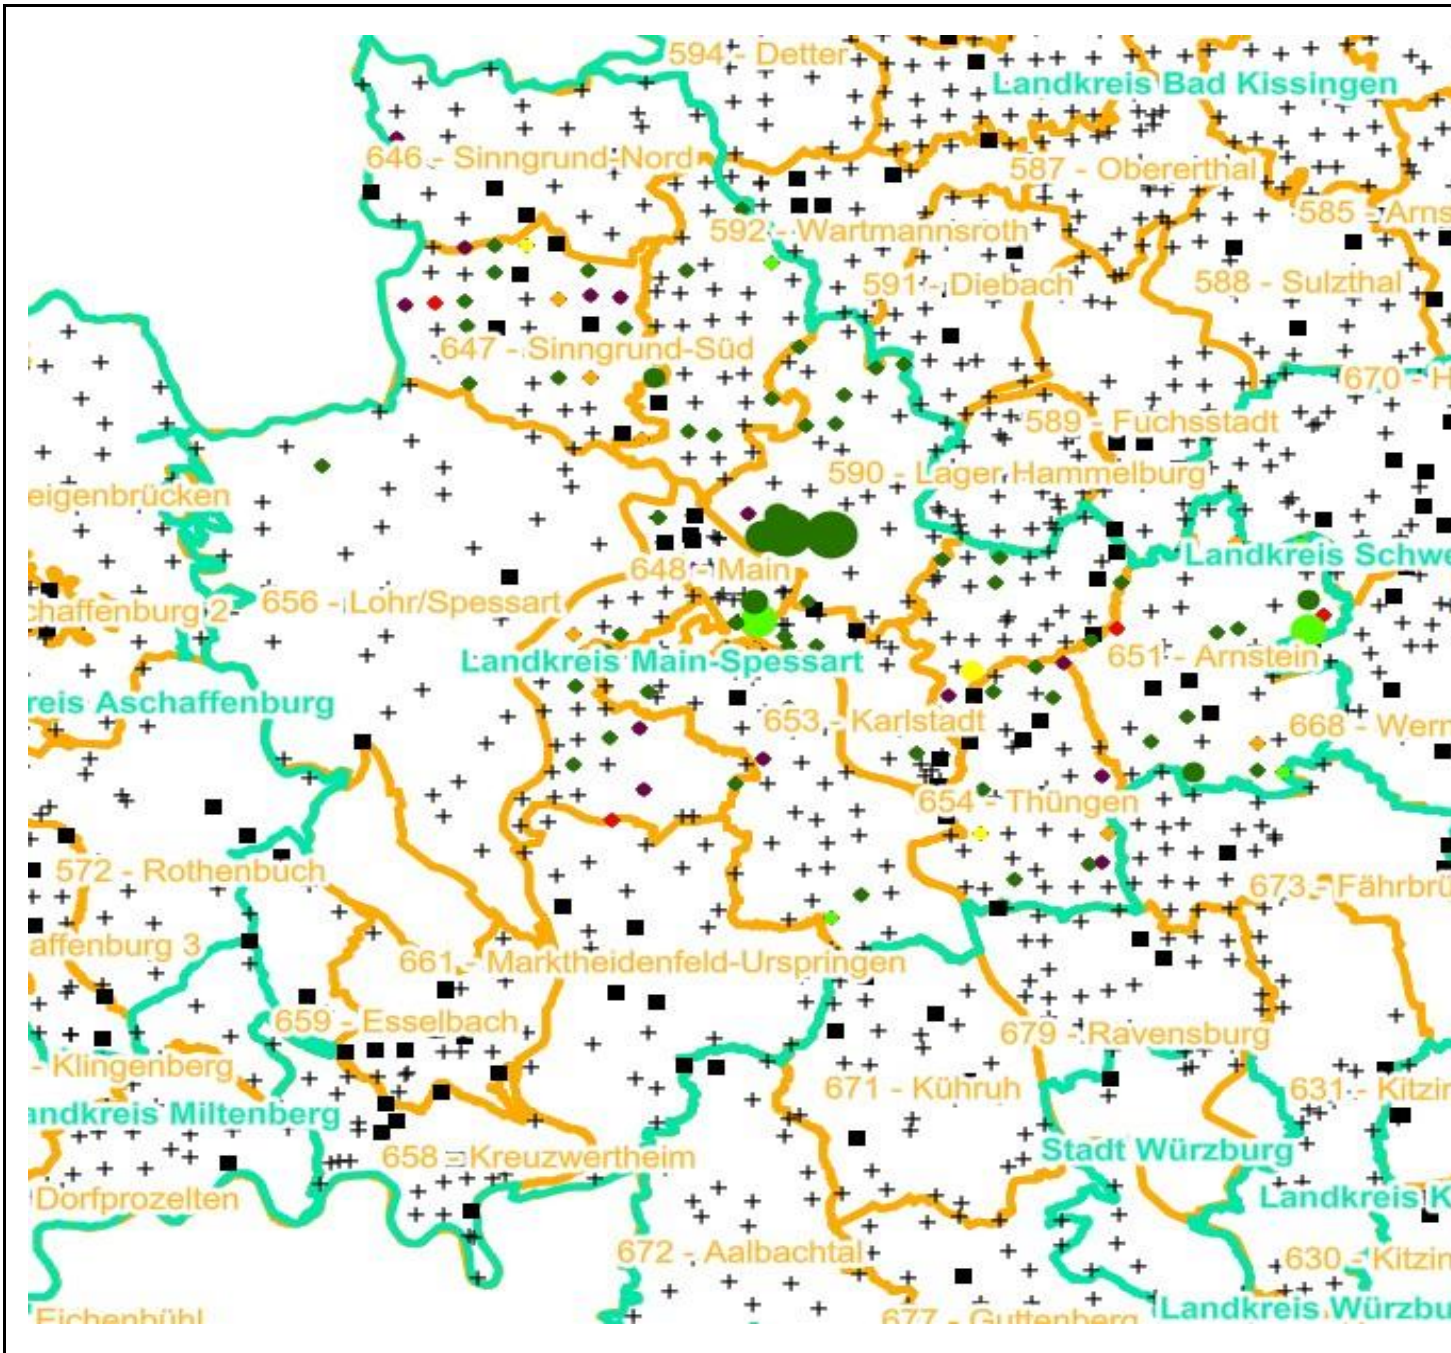 594 - Detter
Landkreis Bad Kissingen
646 - Sinngrund-Nord
587 - Obererthal
585 - Arns
592 - Wartmannsroth
591 - Diebach
588 - Sulzthal
647 - Sinngrund-Süd
670 - H
589 - Fuchsstadt
590 - Lager Hammelburg
eigenbrücken
Landkreis Schwe
648 - Main
chaffenburg 2
656 - Lohr/Spessart
Landkreis Main-Spessart
651 - Arnstein
reis Aschaffenburg
653 - Karlstadt
668 - Wern
654 - Thüngen
572 - Rothenbuch
673 - Fährbrü
affenburg 3
661 - Marktheidenfeld-Urspringen
659 - Esselbach
679 - Ravensburg
- Klingenberg
671 - Kühruh
631 - Kitzin
andkreis Miltenberg
Stadt Würzburg
658 - Kreuzwertheim
Dorfprozelten
Landkreis K
672 - Aalbachtal
630 - Kitzin
Eichenbühl
677 - Guttenberg
Landkreis Würzbu